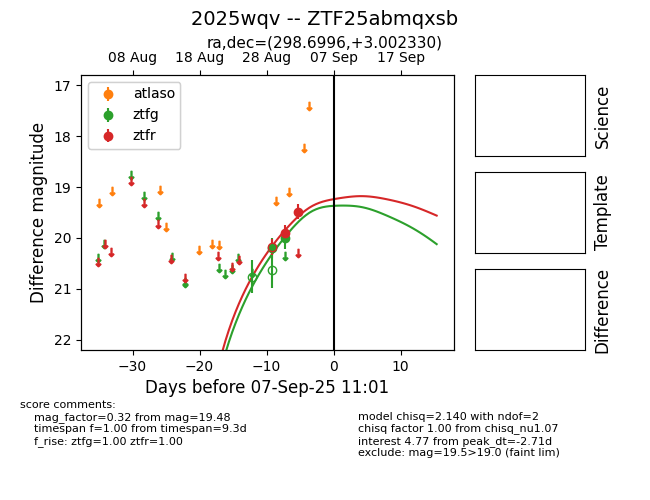 2025wqv -- ZTF25abmqxsb
ra,dec=(298.6996,+3.002330)
08 Aug 18 Aug 28 Aug 07 Sep 17 Sep
atlaso
ztfg
ztfr
Difference magnitude
17
18
19
20
21
22
−30 −20 −10 0 10
Days before 07-Sep-25 11:01
Science
Template
Difference
score comments:
mag_factor=0.32 from mag=19.48
timespan f=1.00 from timespan=9.3d
f_rise: ztfg=1.00 ztfr=1.00
model chisq=2.140 with ndof=2
chisq factor 1.00 from chisq_nu1.07
interest 4.77 from peak_dt=-2.71d
exclude: mag=19.5>19.0 (faint lim)